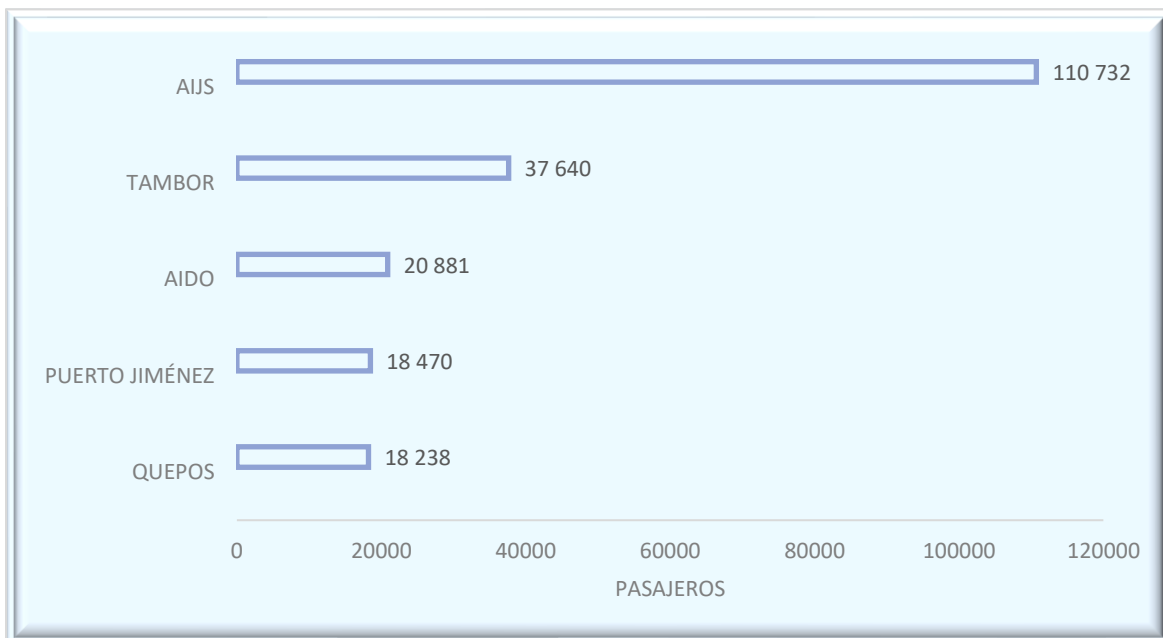 AIJS 110 732
TAMBOR 37 640
AIDO 20 881
PUERTO JIMÉNEZ 18 470
QUEPOS 18 238
0 20000 40000 60000 80000 100000 120000
PASAJEROS